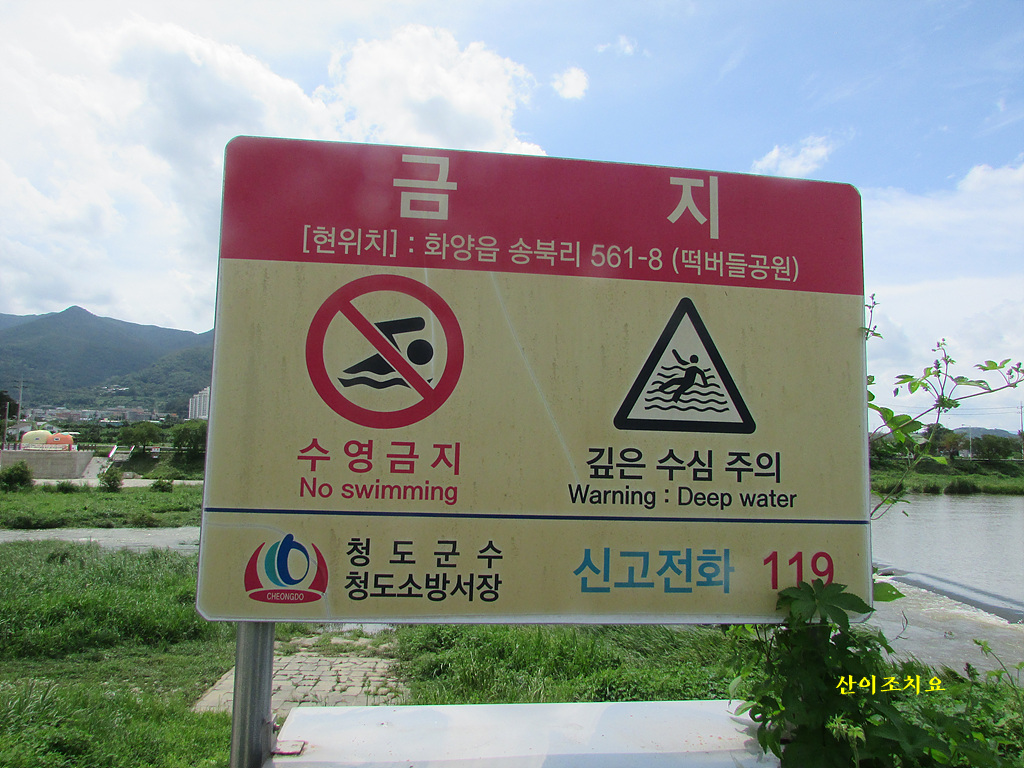 금 지
[현위치] : 화양읍 송북리 561-8 (떡버들공원)
수영금지
No swimming
깊은 수심 주의
Warning : Deep water
CHEONGDO
청 도 군 수
청도소방서장
신고전화 119
산이조치요